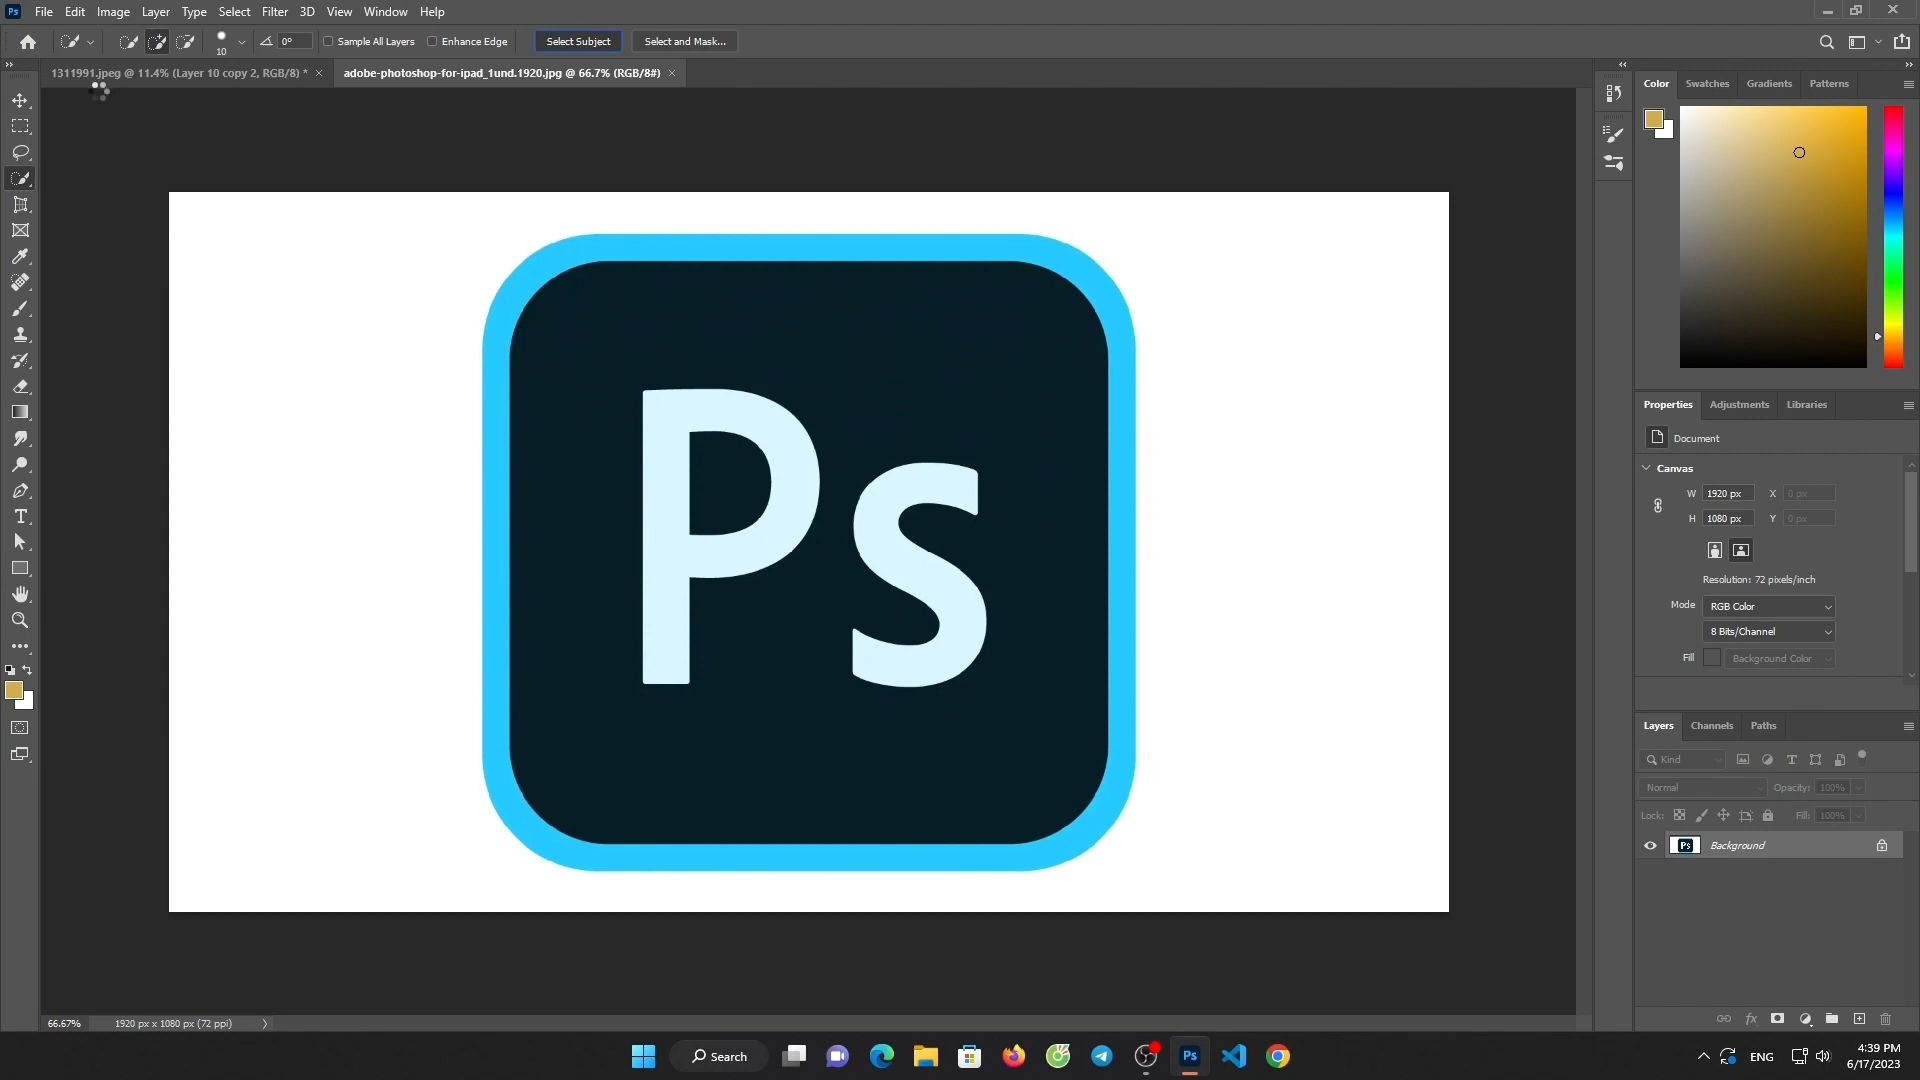 Ps File Edit Image Layer Type Select Filter 3D View Window Help
10 0° Sample All Layers Enhance Edge Select Subject Select and Mask...
1311991.jpeg @ 11.4% (Layer 10 copy 2, RGB/8) * × adobe-photoshop-for-ipad_1und.1920.jpg @ 66.7% (RGB/8#) ×
Color Swatches Gradients Patterns
Ps
Properties Adjustments Libraries
Document
Canvas
W 1920 px X 0 px
H 1080 px Y 0 px
Resolution: 72 pixels/inch
Mode RGB Color
8 Bits/Channel
Fill Background Color
Layers Channels Paths
Kind
Normal Opacity: 100%
Lock: Fill: 100%
Ps Background
66.67% 1920 px x 1080 px (72 ppi)
Search Ps ENG 4:39 PM
6/17/2023